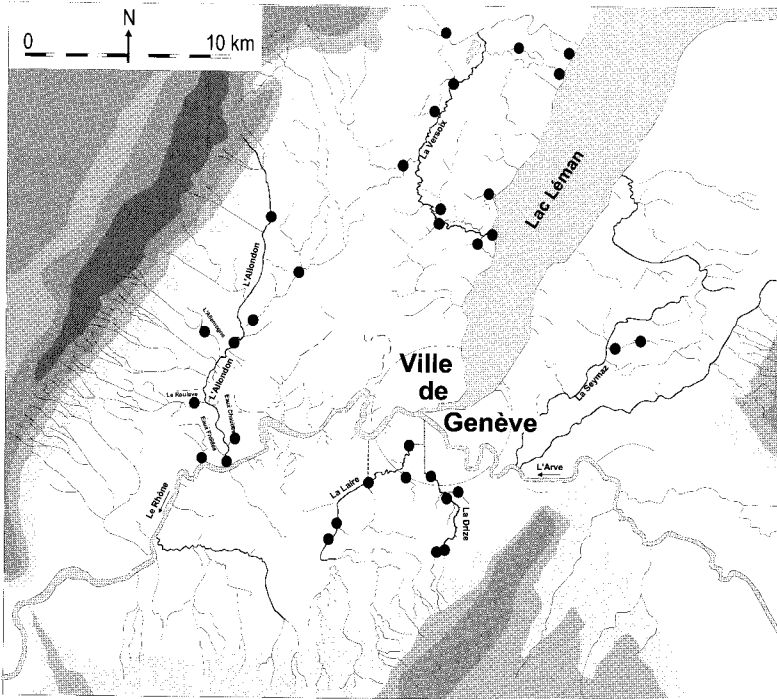 N
0 10 km
La Versoix
Lac Léman
L'Allondon
L'Allemogne
L'Allondon
Le Roulave
Eaux Chaudes
Eaux Froides
Ville
de
Genève
La Seymaz
L'Arve
Le Rhône
La Laire
La Drize